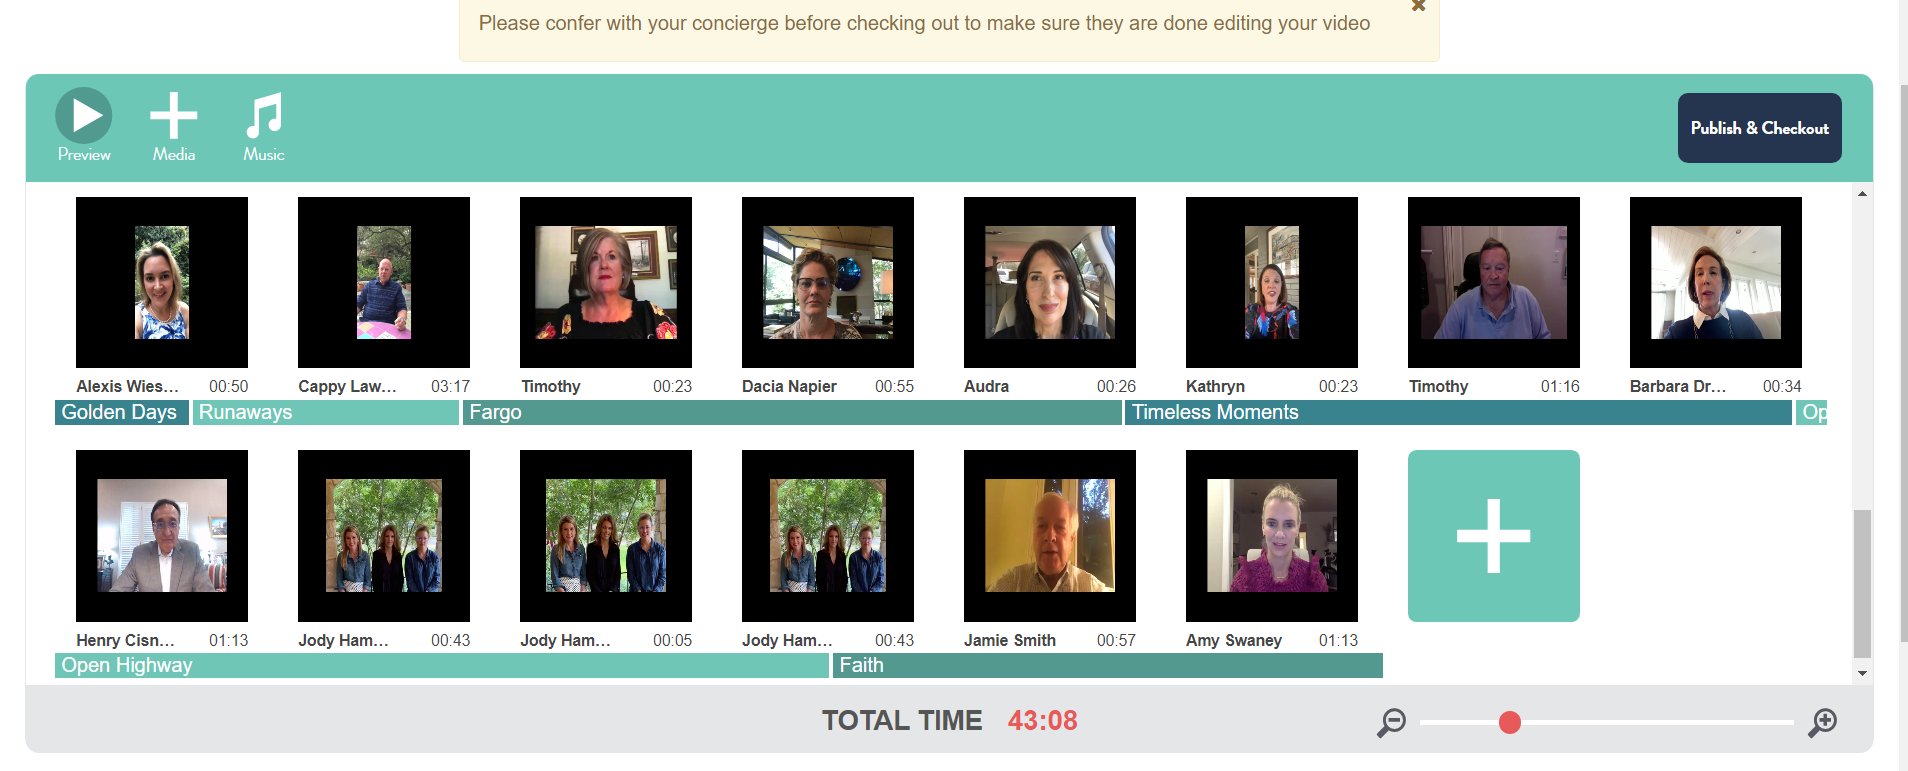 Please confer with your concierge before checking out to make sure they are done editing your video
Preview
Media
Music
Publish & Checkout
Alexis Wies... 00:50
Cappy Law... 03:17
Timothy 00:23
Dacia Napier 00:55
Audra 00:26
Kathryn 00:23
Timothy 01:16
Barbara Dr... 00:34
Golden Days
Runaways
Fargo
Timeless Moments
Op
Henry Cisn... 01:13
Jody Ham... 00:43
Jody Ham... 00:05
Jody Ham... 00:43
Jamie Smith 00:57
Amy Swaney 01:13
Open Highway
Faith
TOTAL TIME 43:08